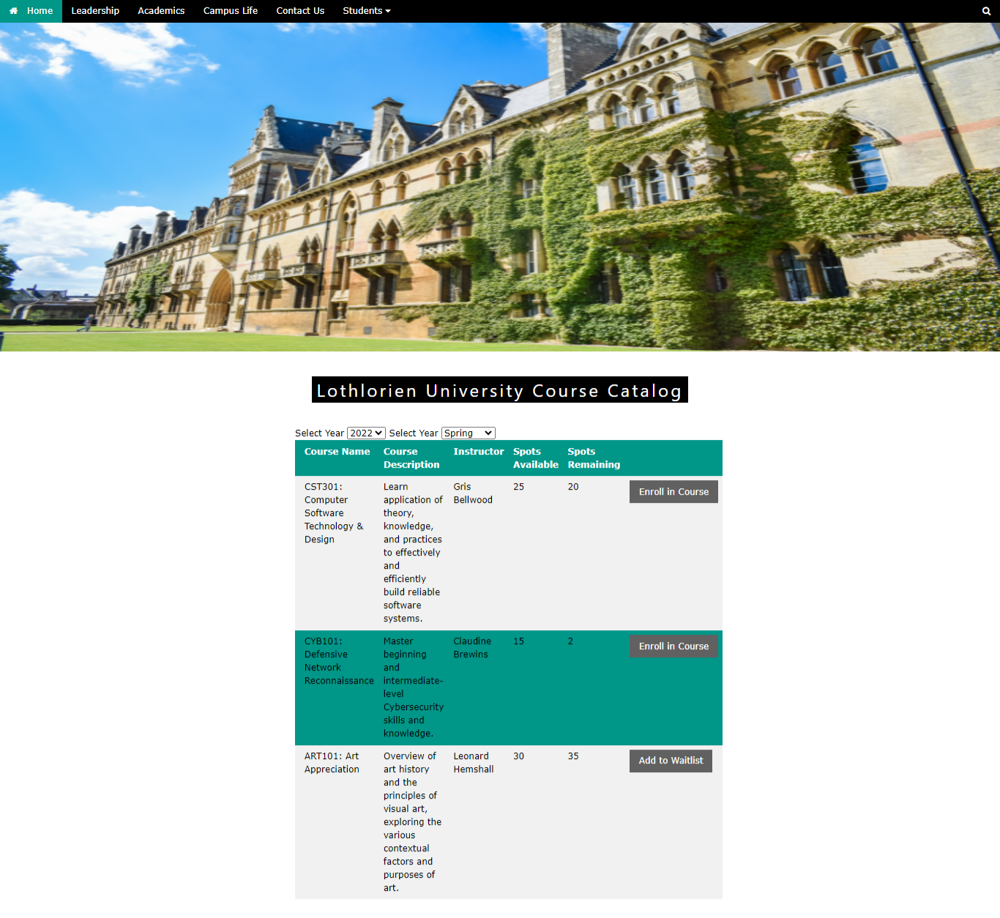 Home Leadership Academics Campus Life Contact Us Students
Lothlorien University Course Catalog
Select Year 2022 Select Year Spring
Course Name
Course
Description
Instructor
Spots
Available
Spots
Remaining
CST301:
Computer
Software
Technology &
Design
Learn
application of
theory,
knowledge,
and practices
to effectively
and
efficiently
build reliable
software
systems.
Gris
Bellwood
25
20
Enroll in Course
CYB101:
Defensive
Network
Reconnaissance
Master
beginning
and
intermediate-
level
Cybersecurity
skills and
knowledge.
Claudine
Brewins
15
2
Enroll in Course
ART101: Art
Appreciation
Overview of
art history
and the
principles of
visual art,
exploring the
various
contextual
factors and
purposes of
art.
Leonard
Hemshall
30
35
Add to Waitlist